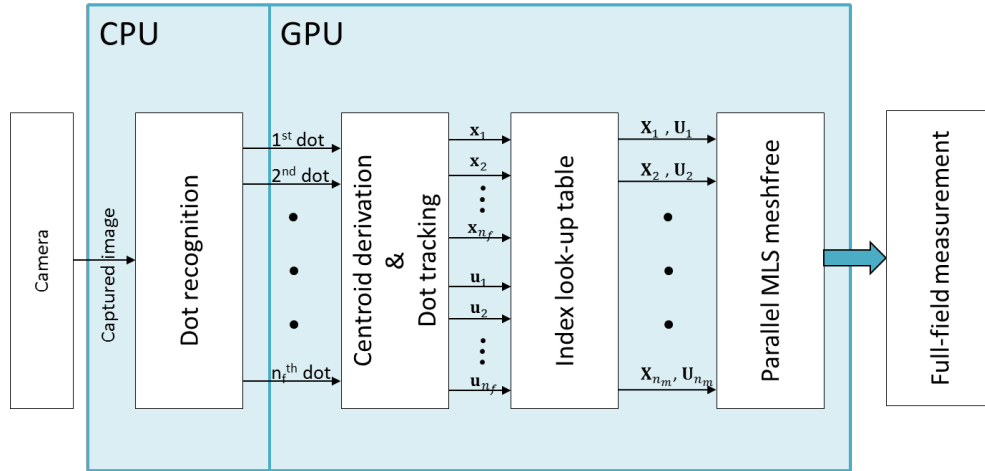 CPU
GPU
Camera
Captured image
Dot recognition
1st dot
2nd dot
nfth dot
Centroid derivation
&
Dot tracking
x1
x2
xnf
u1
u2
unf
Index look-up table
X1 , U1
X2 , U2
Xnm, Unm
Parallel MLS meshfree
Full-field measurement